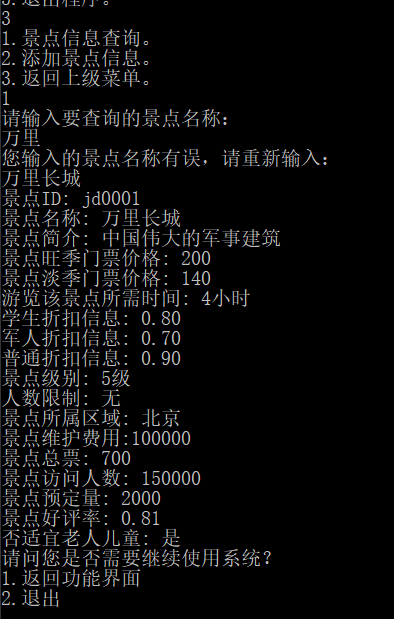 3.退出程序。
3
1.景点信息查询。
2.添加景点信息。
3.返回上级菜单。
1
请输入要查询的景点名称：
万里
您输入的景点名称有误，请重新输入：
万里长城
景点ID: jd0001
景点名称: 万里长城
景点简介: 中国伟大的军事建筑
景点旺季门票价格: 200
景点淡季门票价格: 140
游览该景点所需时间: 4小时
学生折扣信息: 0.80
军人折扣信息: 0.70
普通折扣信息: 0.90
景点级别: 5级
人数限制: 无
景点所属区域: 北京
景点维护费用:100000
景点总票: 700
景点访问人数: 150000
景点预定量: 2000
景点好评率: 0.81
否适宜老人儿童: 是
请问您是否需要继续使用系统？
1.返回功能界面
2.退出